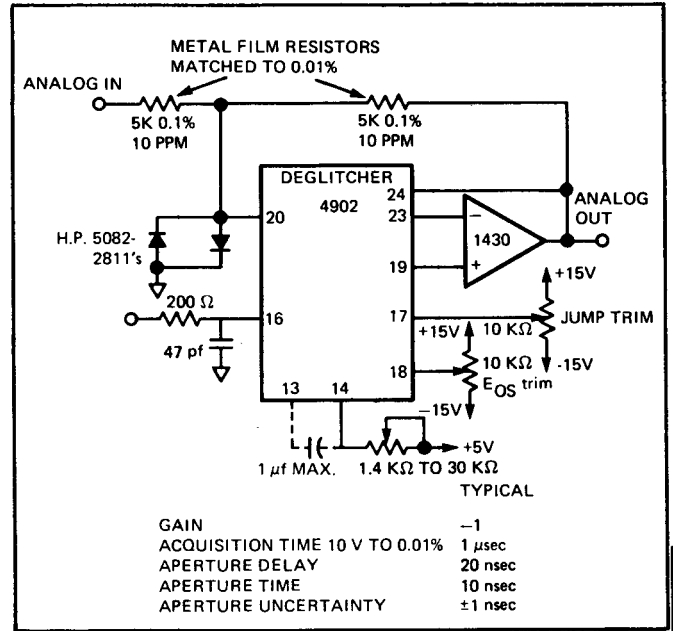 METAL FILM RESISTORS
MATCHED TO 0.01%
ANALOG IN
5K 0.1%
10 PPM
5K 0.1%
10 PPM
DEGLITCHER
4902
24
23
20
19
16
17
18
13
14
1430
−
+
ANALOG
OUT
H.P. 5082-
2811's
200 Ω
47 pf
+15V
JUMP TRIM
10 KΩ
-15V
+15V
10 KΩ
EOS trim
−15V
+5V
1 µf MAX.
1.4 KΩ TO 30 KΩ
TYPICAL
GAIN −1
ACQUISITION TIME 10 V TO 0.01% 1 µsec
APERTURE DELAY 20 nsec
APERTURE TIME 10 nsec
APERTURE UNCERTAINTY ±1 nsec